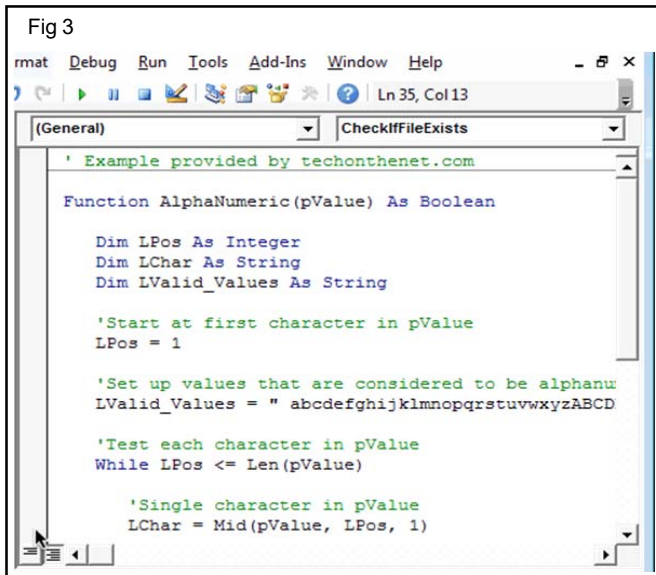 Fig 3
rmat Debug Run Tools Add-Ins Window Help
Ln 35, Col 13
(General) CheckIfFileExists
' Example provided by techonthenet.com
Function AlphaNumeric(pValue) As Boolean
Dim LPos As Integer
Dim LChar As String
Dim LValid_Values As String
'Start at first character in pValue
LPos = 1
'Set up values that are considered to be alphanu
LValid_Values = " abcdefghijklmnopqrstuvwxyzABCD
'Test each character in pValue
While LPos <= Len(pValue)
'Single character in pValue
LChar = Mid(pValue, LPos, 1)